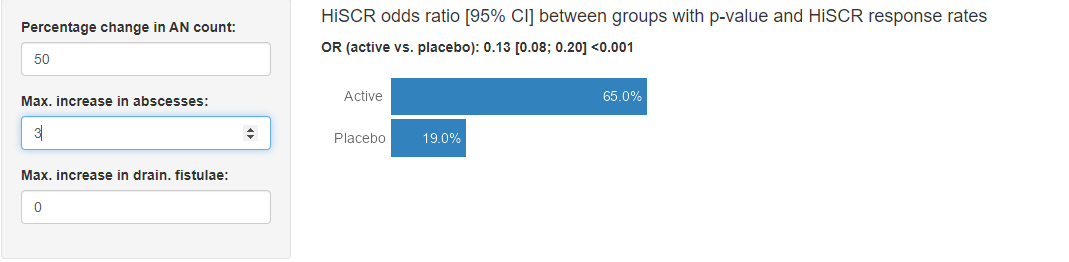 HiSCR odds ratio [95% CI] between groups with p-value and HiSCR response rates
Percentage change in AN count:
OR (active vs. placebo): 0.13 [0.08; 0.20] <0.001
50
Max. increase in abscesses:
Active 65.0%
3
Placebo 19.0%
Max. increase in drain. fistulae:
0